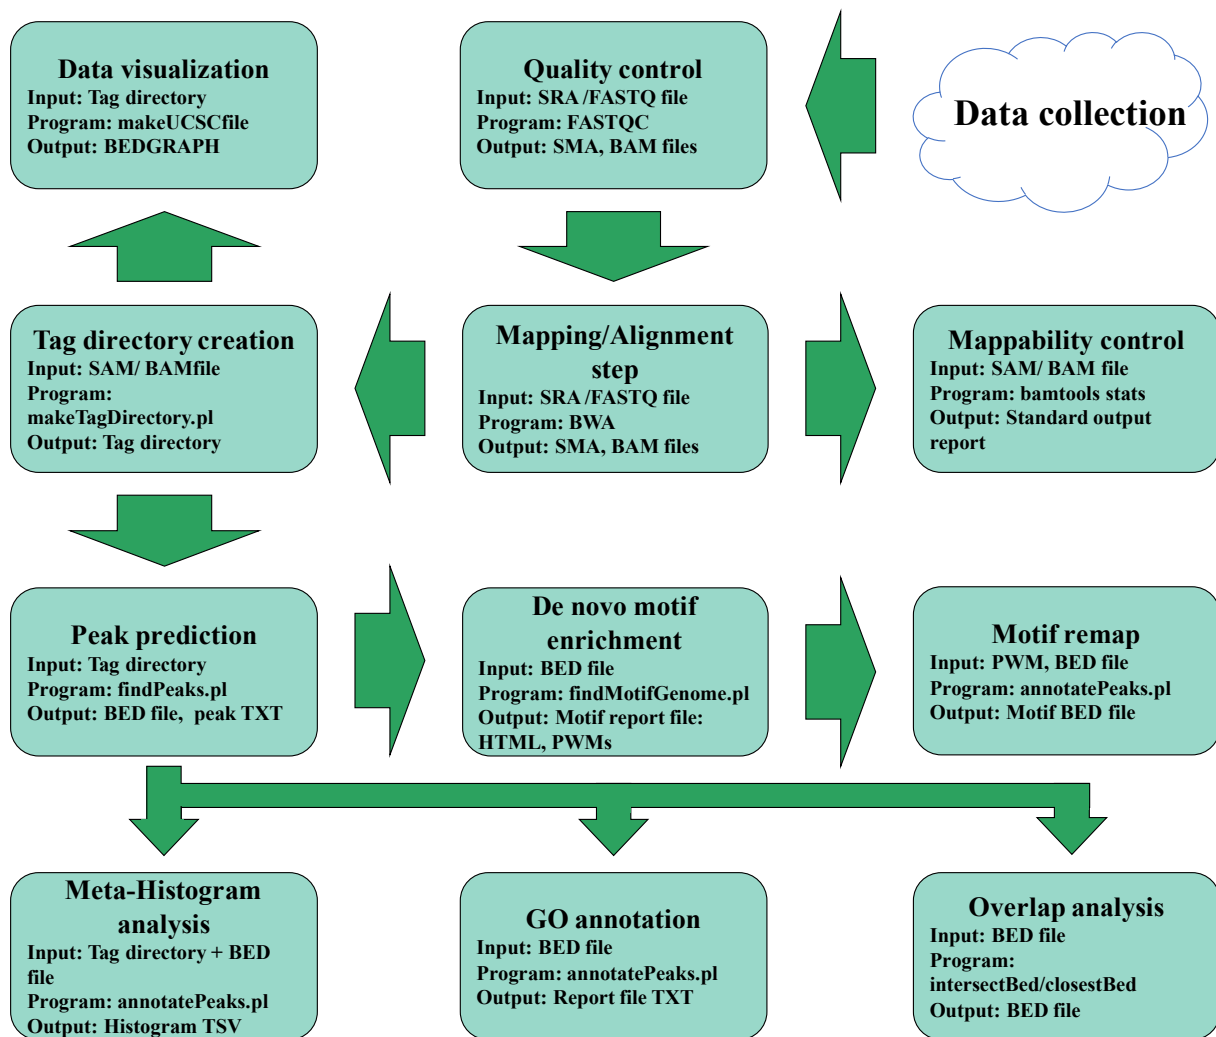 Data visualization
Input: Tag directory
Program: makeUCSCfile
Output: BEDGRAPH
Quality control
Input: SRA /FASTQ file
Program: FASTQC
Output: SMA, BAM files
Data collection
Tag directory creation
Input: SAM/ BAMfile
Program:
makeTagDirectory.pl
Output: Tag directory
Mapping/Alignment
step
Input: SRA /FASTQ file
Program: BWA
Output: SMA, BAM files
Mappability control
Input: SAM/ BAM file
Program: bamtools stats
Output: Standard output
report
Peak prediction
Input: Tag directory
Program: findPeaks.pl
Output: BED file,  peak TXT
De novo motif
enrichment
Input: BED file
Program: findMotifGenome.pl
Output: Motif report file:
HTML, PWMs
Motif remap
Input: PWM, BED file
Program: annotatePeaks.pl
Output: Motif BED file
Meta-Histogram
analysis
Input: Tag directory + BED
file
Program: annotatePeaks.pl
Output: Histogram TSV
GO annotation
Input: BED file
Program: annotatePeaks.pl
Output: Report file TXT
Overlap analysis
Input: BED file
Program:
intersectBed/closestBed
Output: BED file